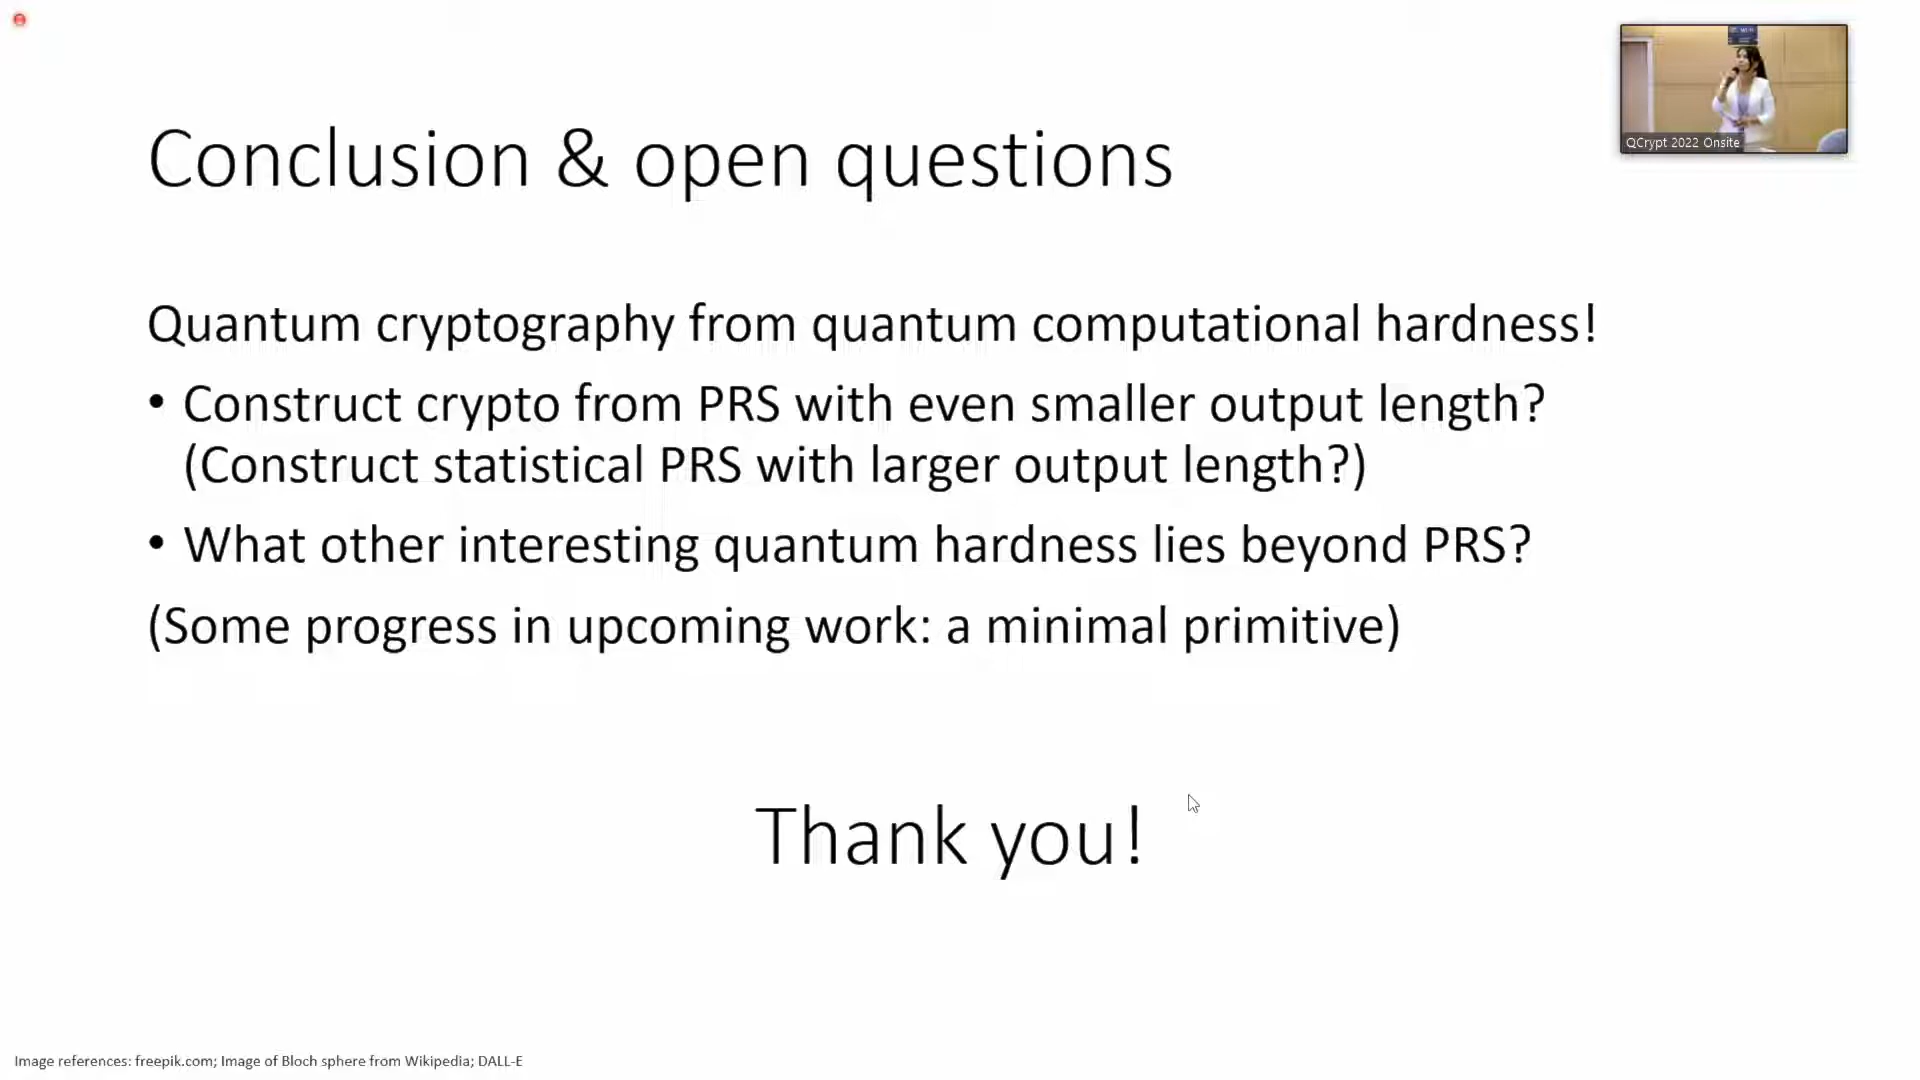 QCrypt 2022 Onsite
Conclusion & open questions
Quantum cryptography from quantum computational hardness!
• Construct crypto from PRS with even smaller output length?
(Construct statistical PRS with larger output length?)
• What other interesting quantum hardness lies beyond PRS?
(Some progress in upcoming work: a minimal primitive)
Thank you!
Image references: freepik.com; Image of Bloch sphere from Wikipedia; DALL-E